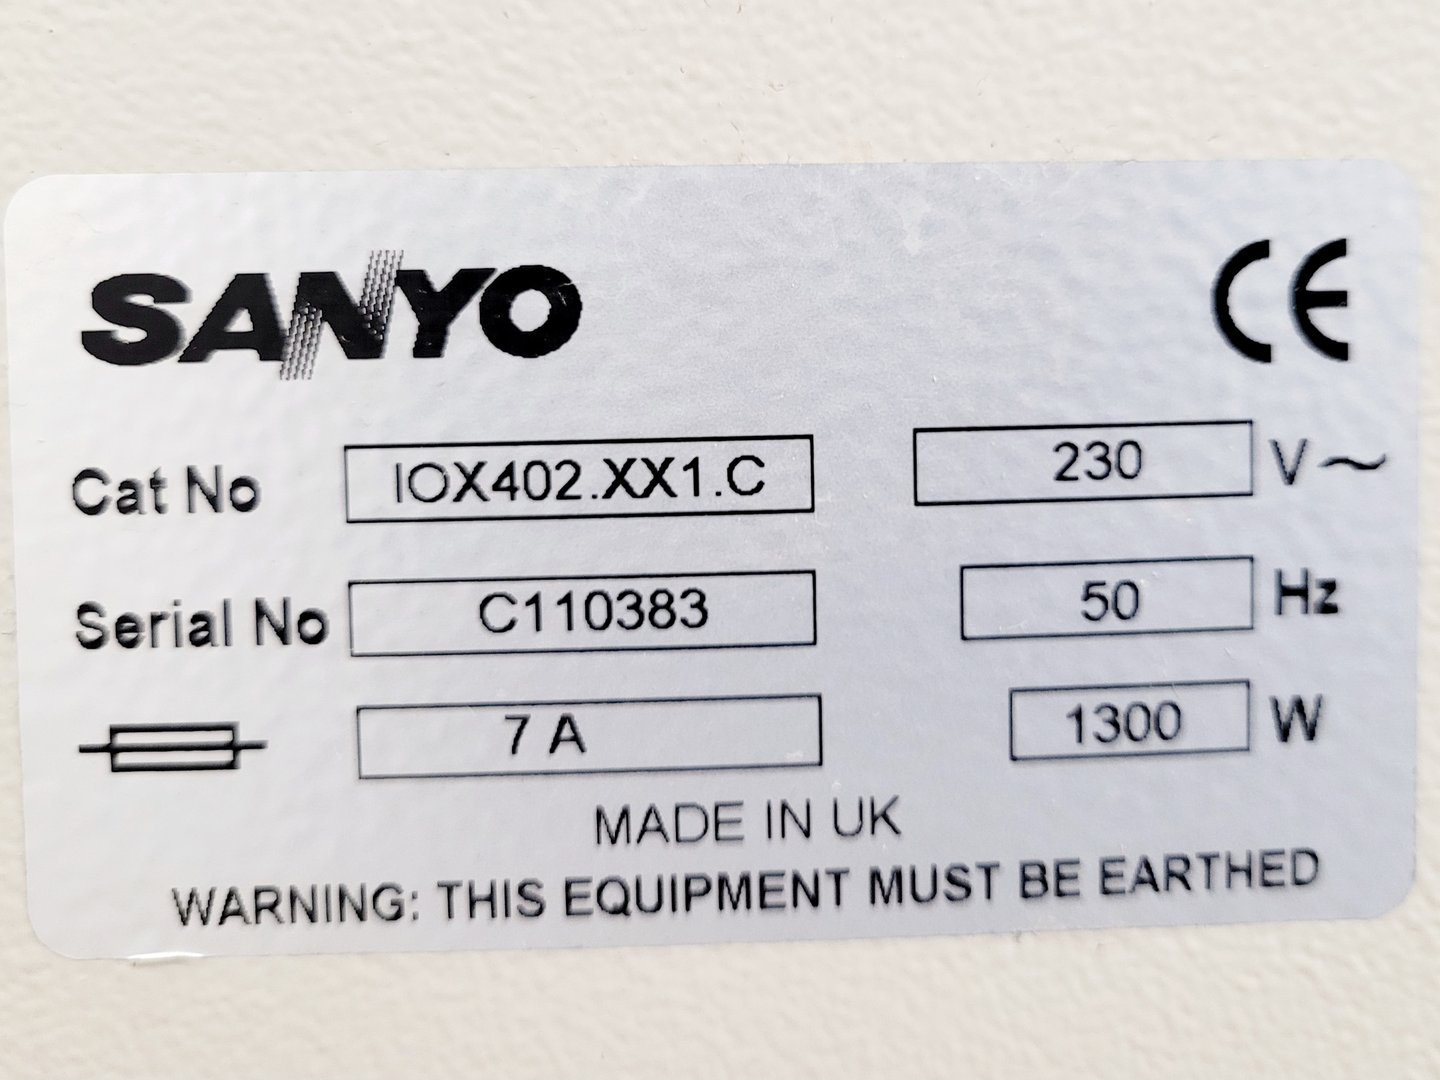 SANYO CE
Cat No IOX402.XX1.C 230 V~
Serial No C110383 50 Hz
7 A 1300 W
MADE IN UK
WARNING: THIS EQUIPMENT MUST BE EARTHED